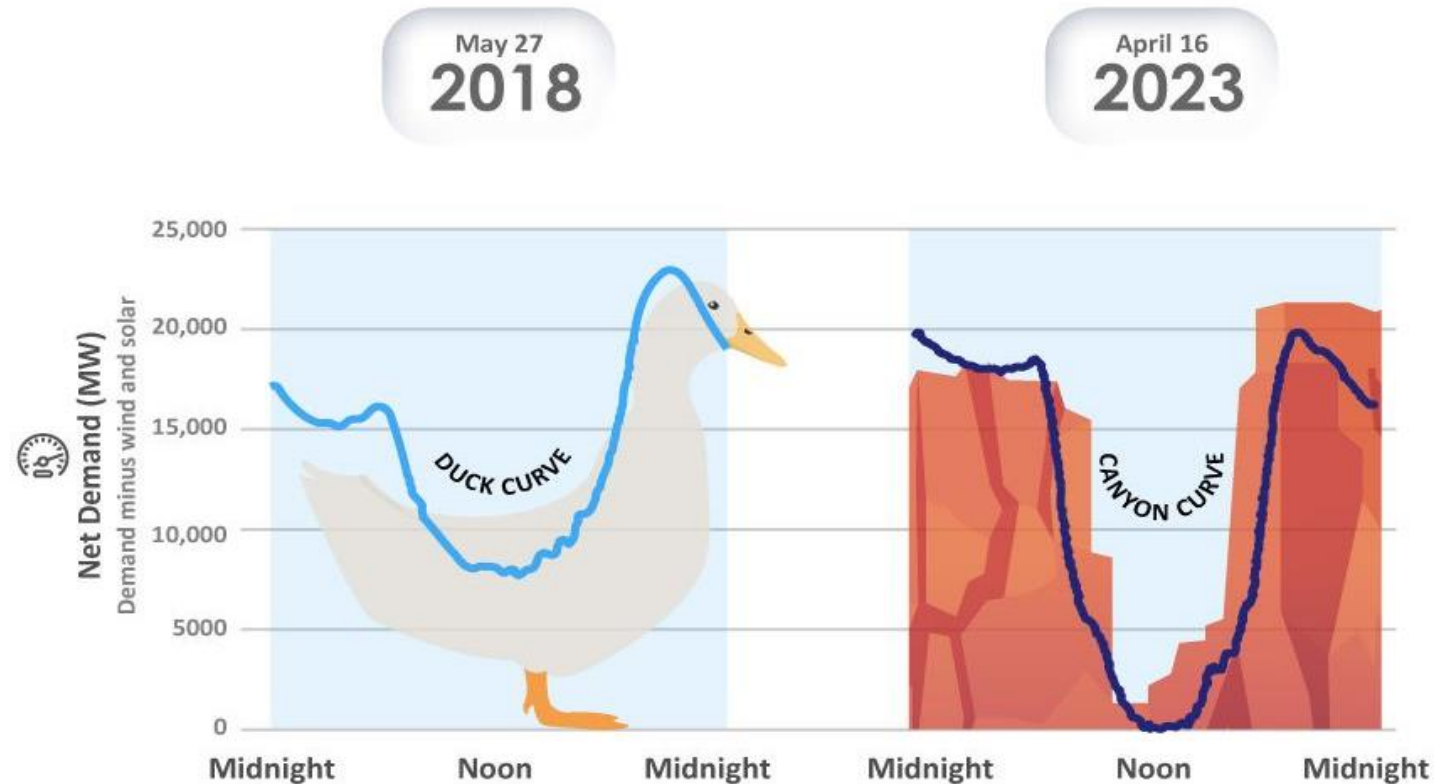 May 27
2018
April 16
2023
Net Demand (MW)
Demand minus wind and solar
25,000
20,000
15,000
10,000
5000
0
DUCK CURVE
CANYON CURVE
Midnight
Noon
Midnight
Midnight
Noon
Midnight